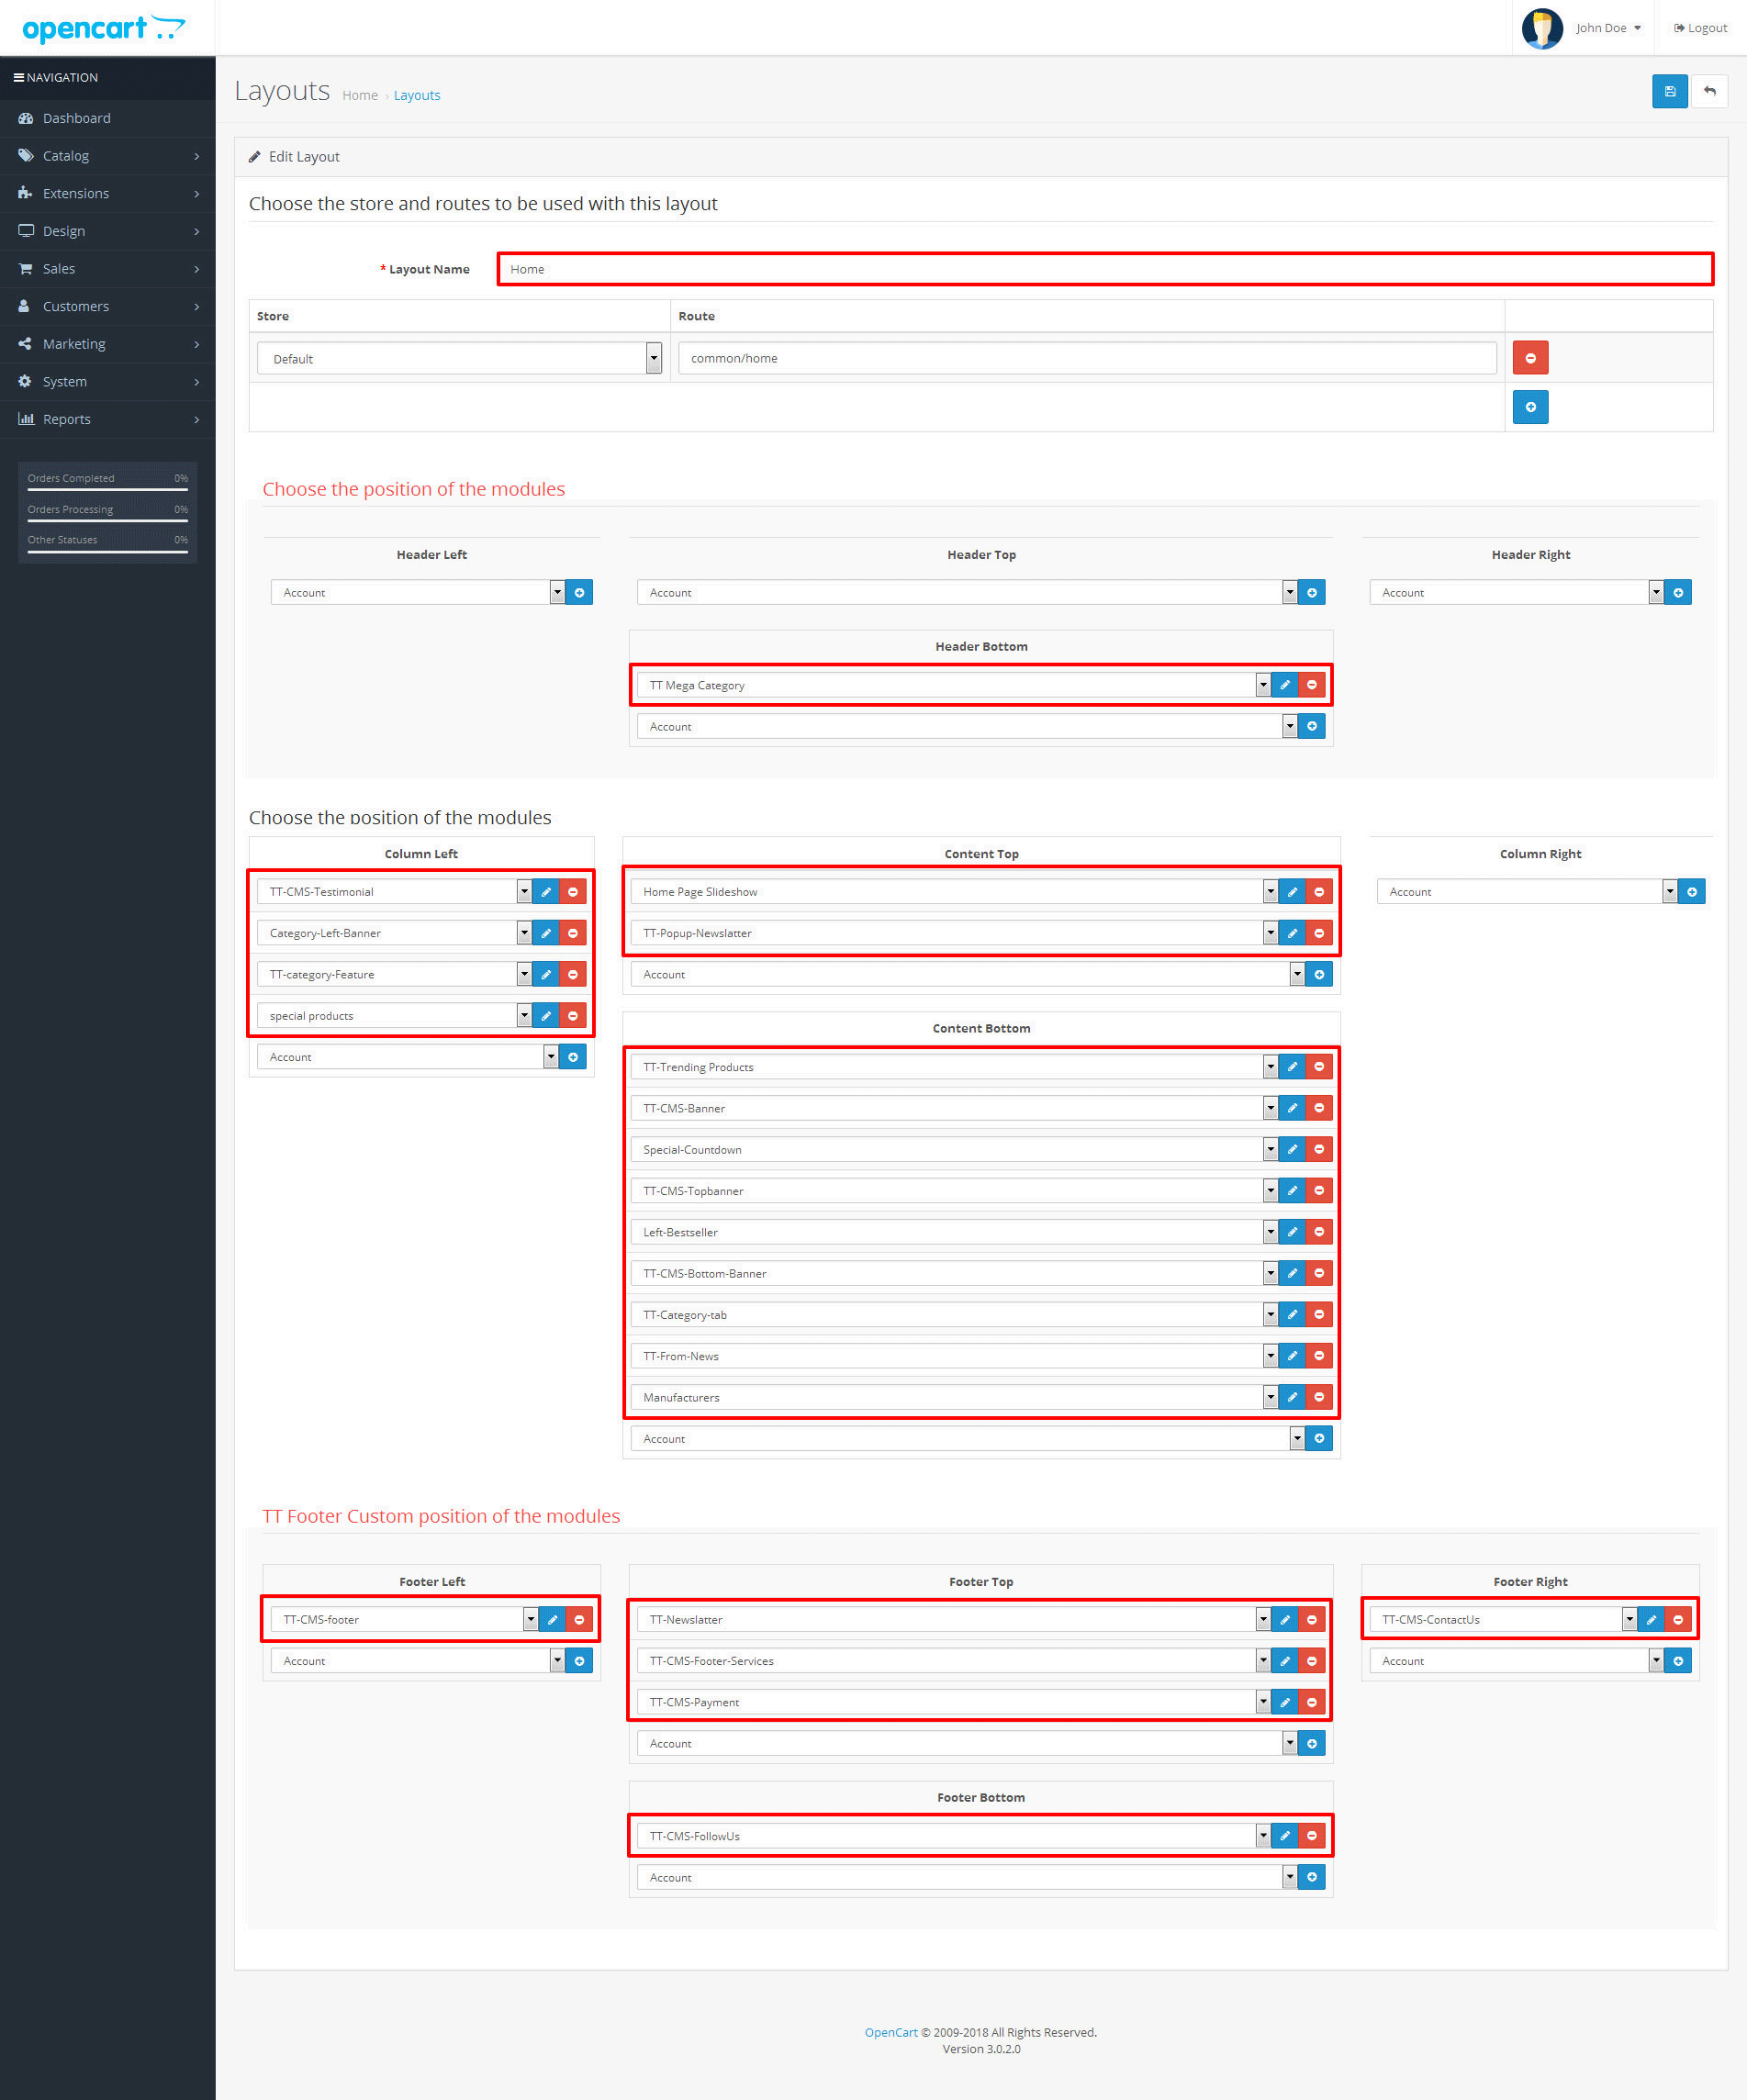 opencart
John Doe
Logout
NAVIGATION
Dashboard
Catalog
Extensions
Design
Sales
Customers
Marketing
System
Reports
Orders Completed 0%
Orders Processing 0%
Other Statuses 0%
Layouts Home › Layouts
Edit Layout
Choose the store and routes to be used with this layout
* Layout Name Home
Store Route
Default common/home
Choose the position of the modules
Header Left Header Top Header Right
Account Account Account
Header Bottom
TT Mega Category
Account
Choose the position of the modules
Column Left
TT-CMS-Testimonial
Category-Left-Banner
TT-category-Feature
special products
Account
Content Top
Home Page Slideshow
TT-Popup-Newslatter
Account
Column Right
Account
Content Bottom
TT-Trending Products
TT-CMS-Banner
Special-Countdown
TT-CMS-Topbanner
Left-Bestseller
TT-CMS-Bottom-Banner
TT-Category-tab
TT-From-News
Manufacturers
Account
TT Footer Custom position of the modules
Footer Left
TT-CMS-footer
Account
Footer Top
TT-Newslatter
TT-CMS-Footer-Services
TT-CMS-Payment
Account
Footer Right
TT-CMS-ContactUs
Account
Footer Bottom
TT-CMS-FollowUs
Account
OpenCart © 2009-2018 All Rights Reserved.
Version 3.0.2.0